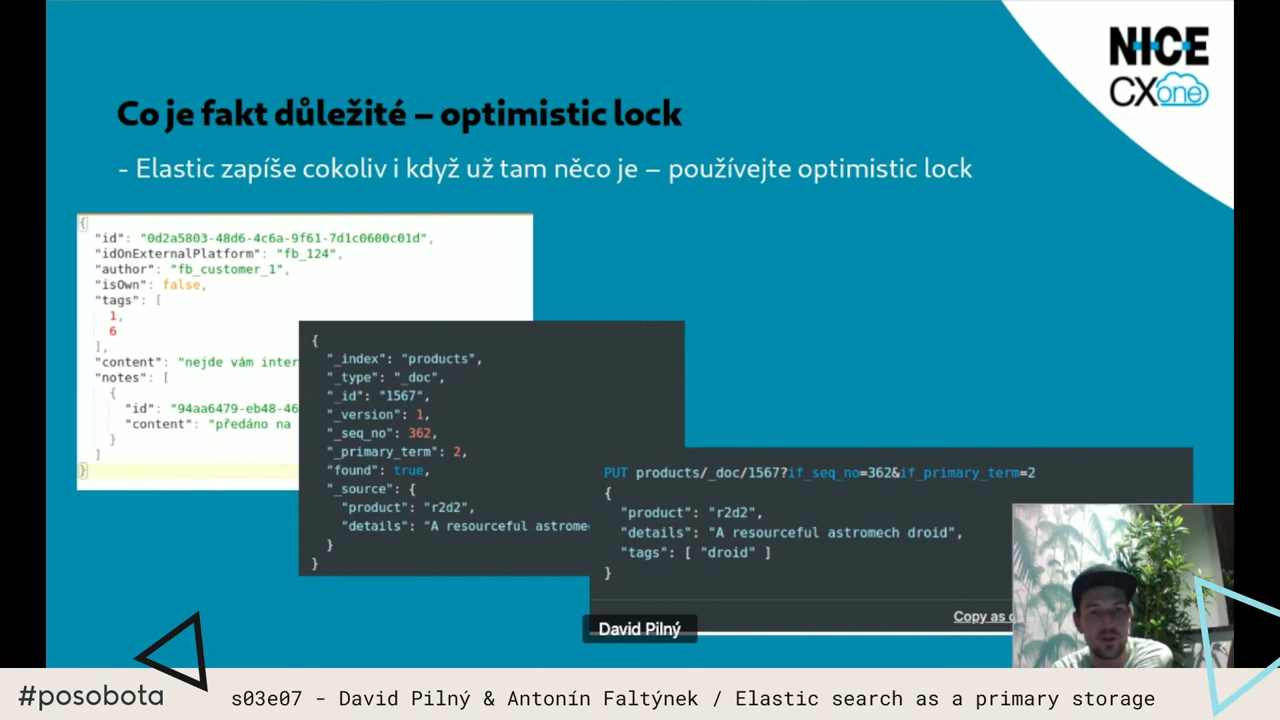 NICE
CXone
Co je fakt důležité – optimistic lock
- Elastic zapíše cokoliv i když už tam něco je – používejte optimistic lock
{
"id": "0d2a5803-48d6-4c6a-9f61-7d1c0600c01d",
"idOnExternalPlatform": "fb_124",
"author": "fb_customer_1",
"isOwn": false,
"tags": [
1,
6
],
"content": "nejde vám inter
"notes": [
{
"id": "94aa6479-eb48-46
"content": "předáno na
}
]
}
{
"_index": "products",
"_type": "_doc",
"_id": "1567",
"_version": 1,
"_seq_no": 362,
"_primary_term": 2,
"found": true,
"_source": {
"product": "r2d2",
"details": "A resourceful astrome
}
}
PUT products/_doc/1567?if_seq_no=362&if_primary_term=2
{
"product": "r2d2",
"details": "A resourceful astromech droid",
"tags": [ "droid" ]
}
Copy as
David Pilný
#posobota
s03e07 - David Pilný & Antonín Faltýnek / Elastic search as a primary storage